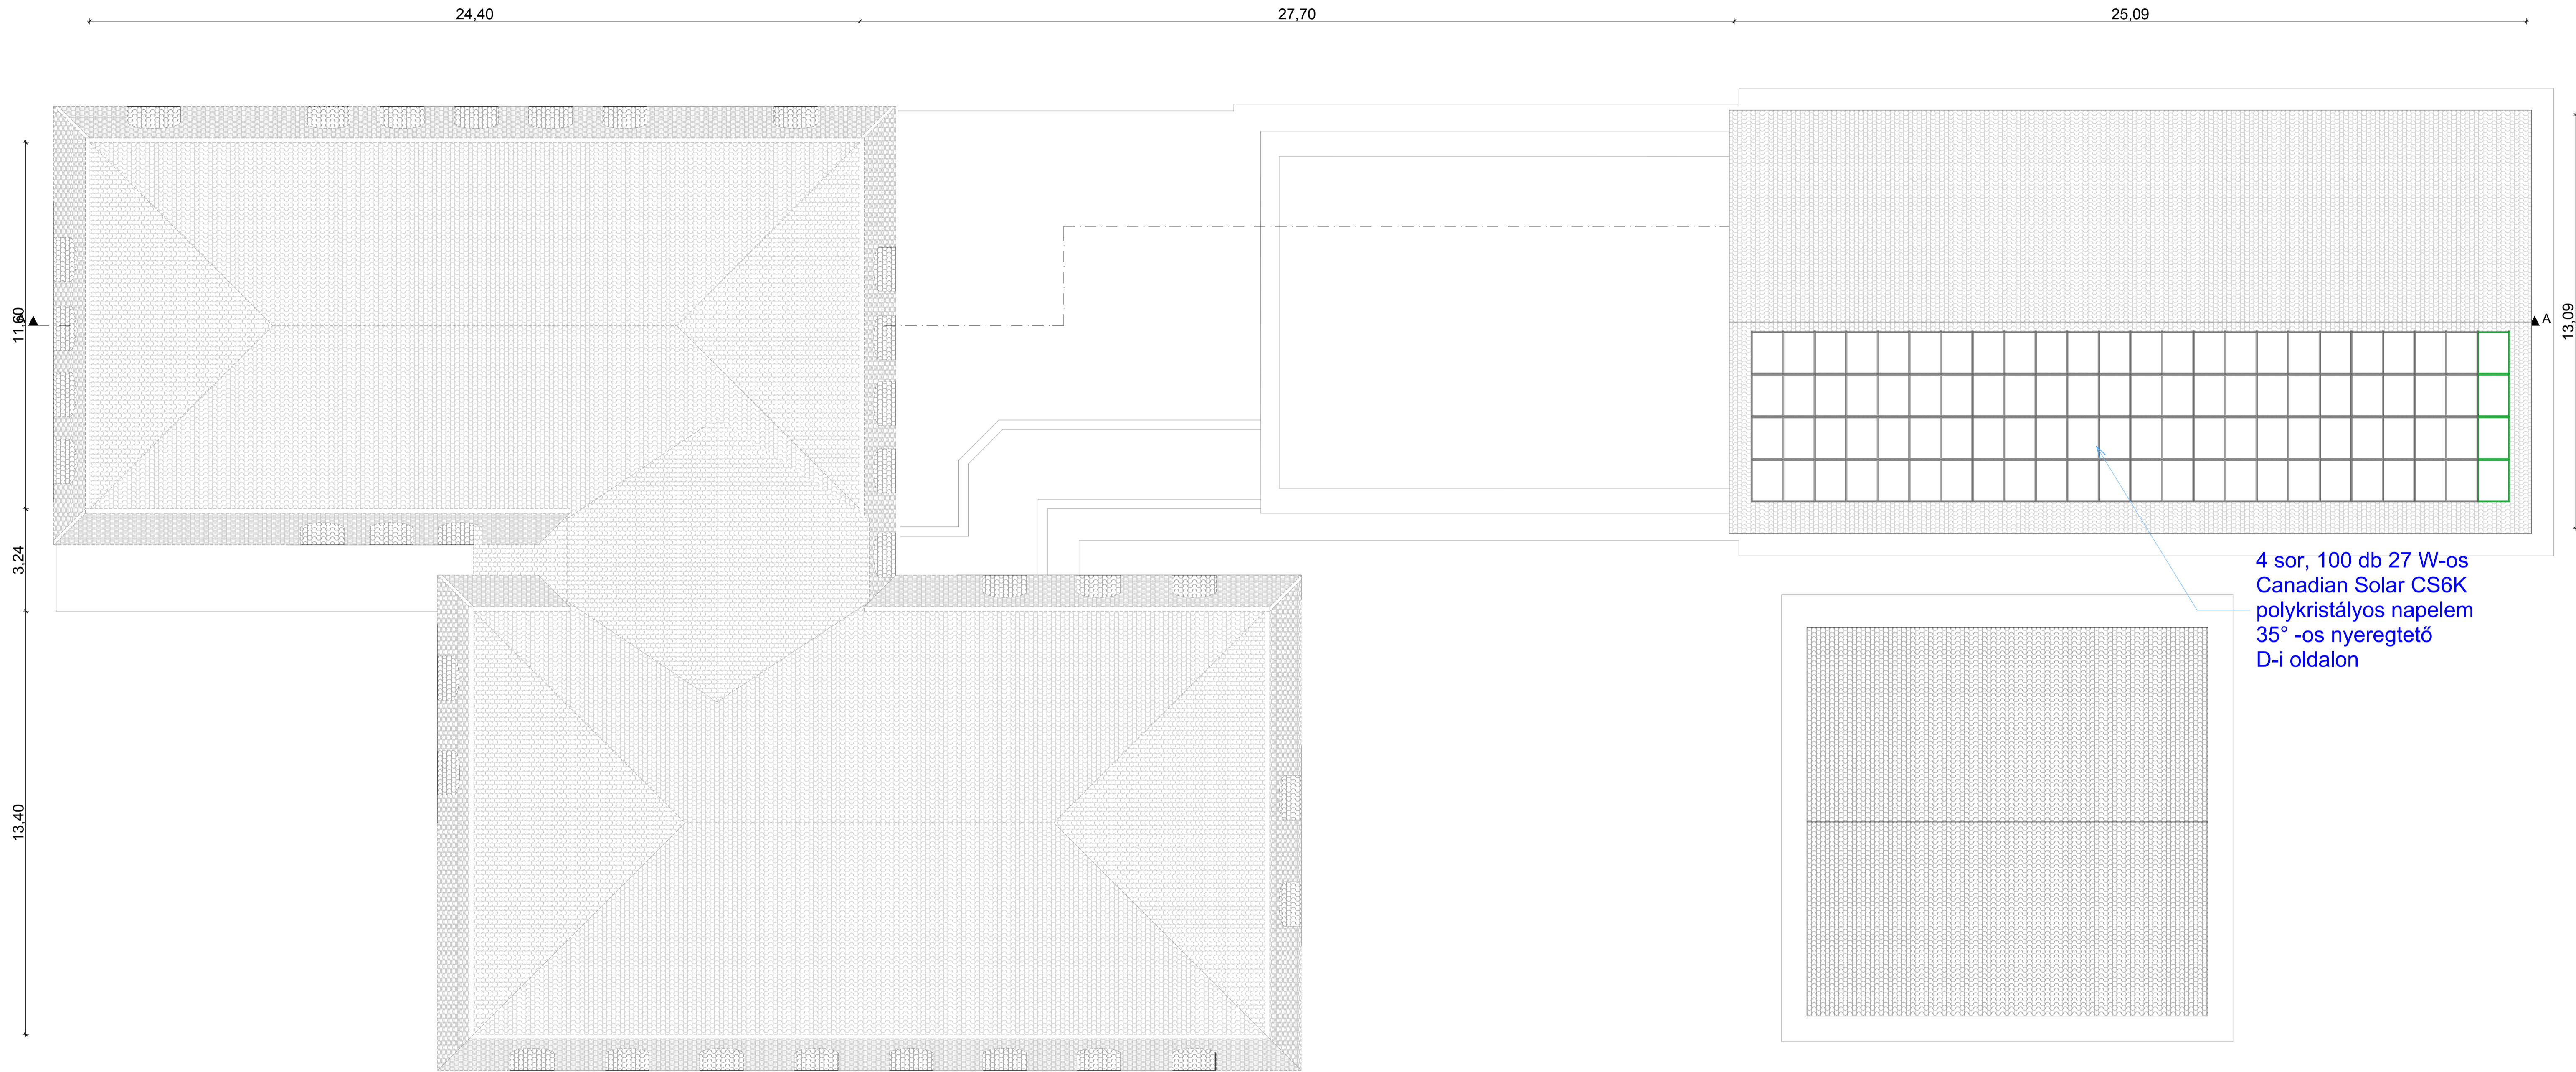 24,40
27,70
25,09
11,60
A
13,09
3,24
4 sor, 100 db 27 W-os
Canadian Solar CS6K
polykristályos napelem
35° -os nyeregtető
D-i oldalon
13,40